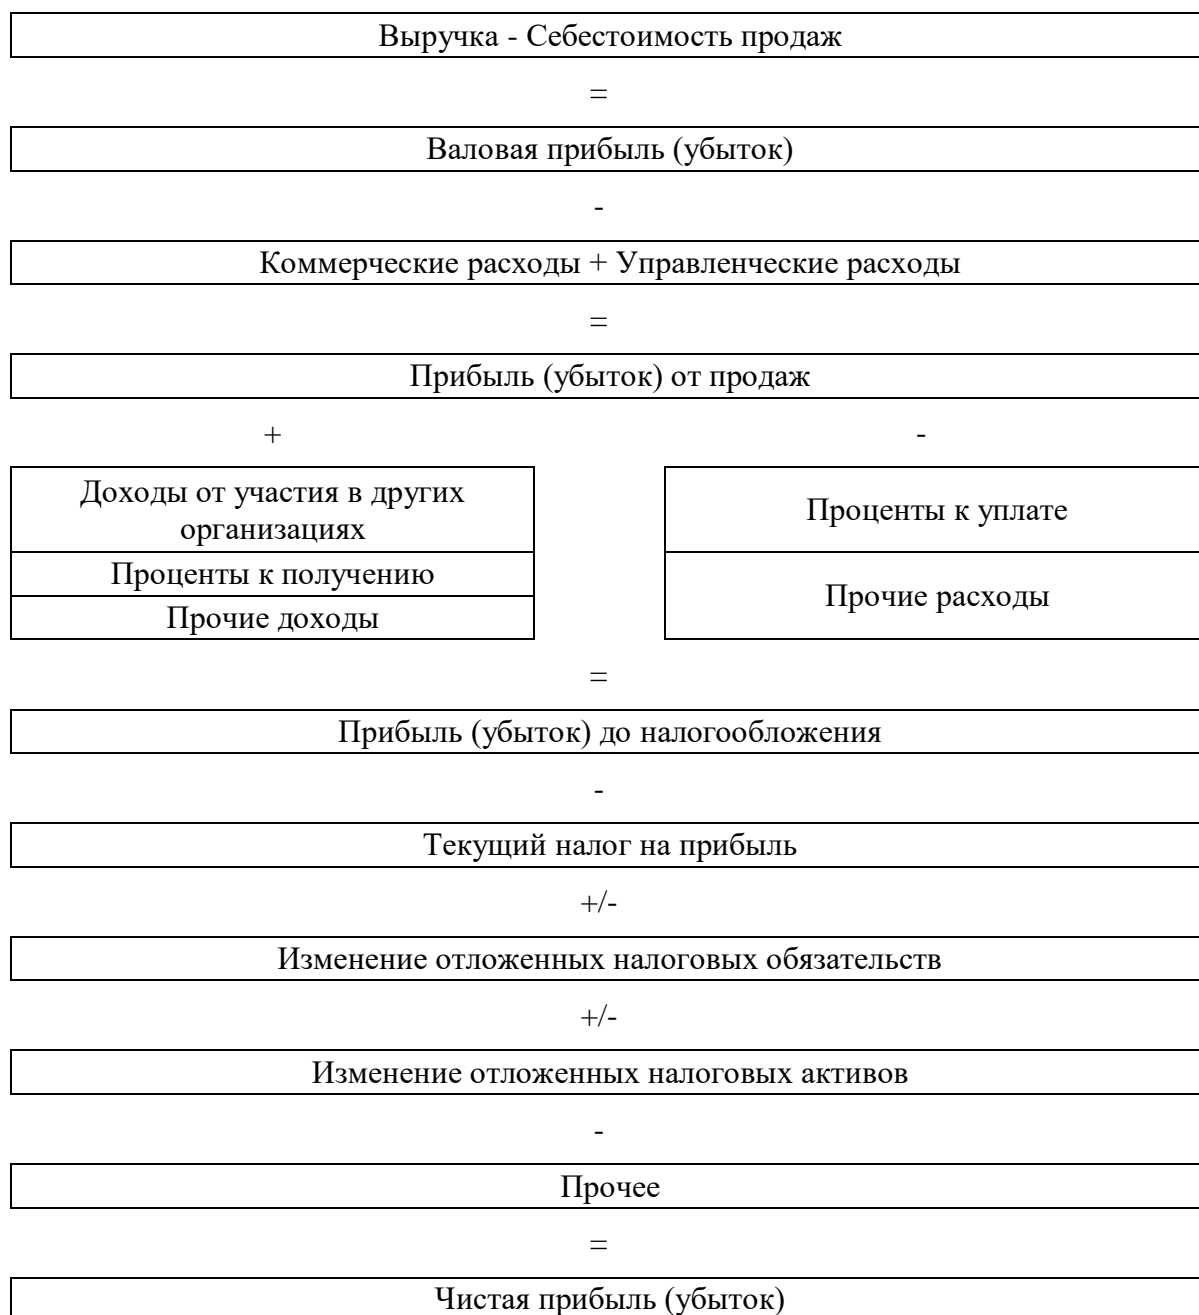 Выручка - Себестоимость продаж
=
Валовая прибыль (убыток)
-
Коммерческие расходы + Управленческие расходы
=
Прибыль (убыток) от продаж
+ -
Доходы от участия в других
организациях
Проценты к получению
Прочие доходы
Проценты к уплате
Прочие расходы
=
Прибыль (убыток) до налогообложения
-
Текущий налог на прибыль
+/-
Изменение отложенных налоговых обязательств
+/-
Изменение отложенных налоговых активов
-
Прочее
=
Чистая прибыль (убыток)